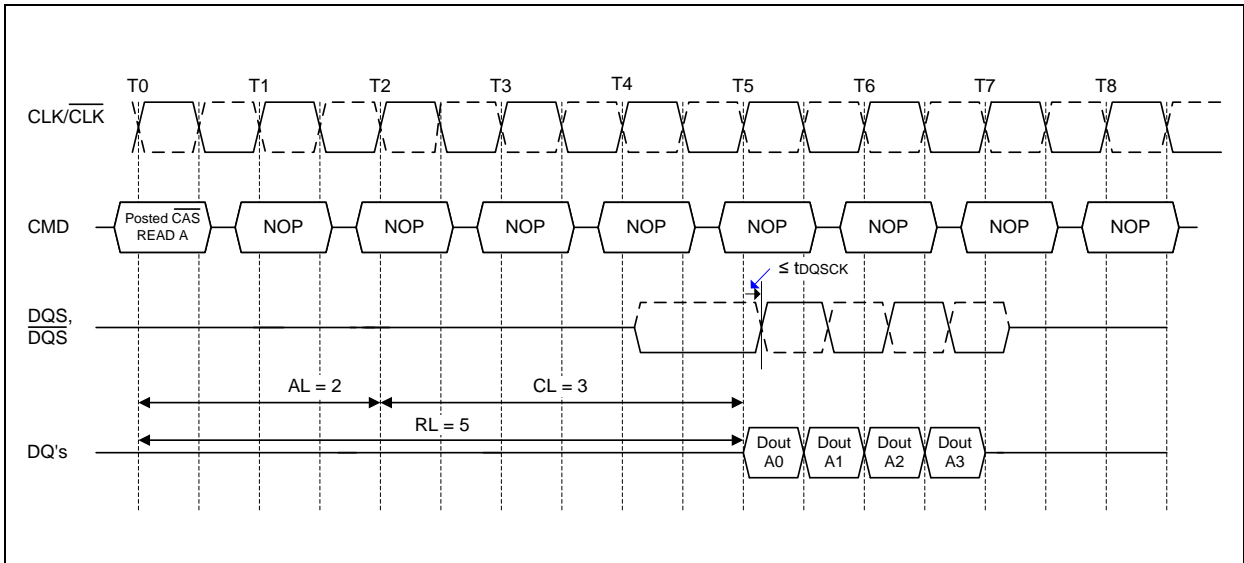 T0 T1 T2 T3 T4 T5 T6 T7 T8
CLK/CLK
CMD
Posted CAS
READ A
NOP NOP NOP NOP NOP NOP NOP NOP
≤ tDQSCK
DQS,
DQS
AL = 2 CL = 3
RL = 5
DQ's
Dout
A0
Dout
A1
Dout
A2
Dout
A3